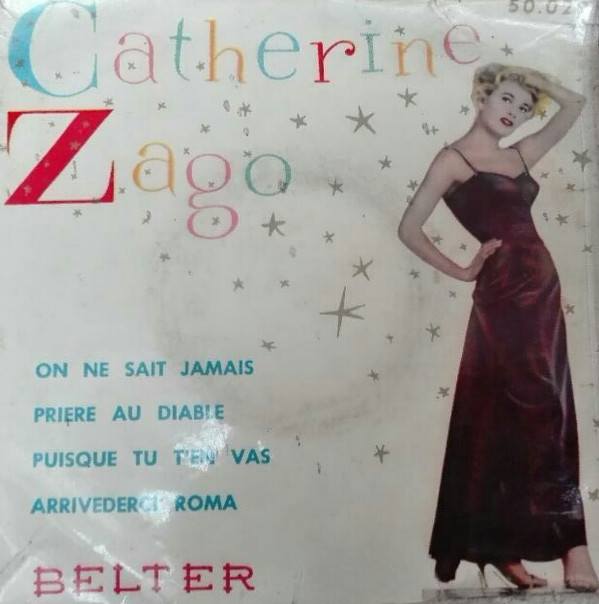 Catherine
Zago
ON NE SAIT JAMAIS
PRIERE AU DIABLE
PUISQUE TU T'EN VAS
ARRIVEDERCI ROMA
BELTER